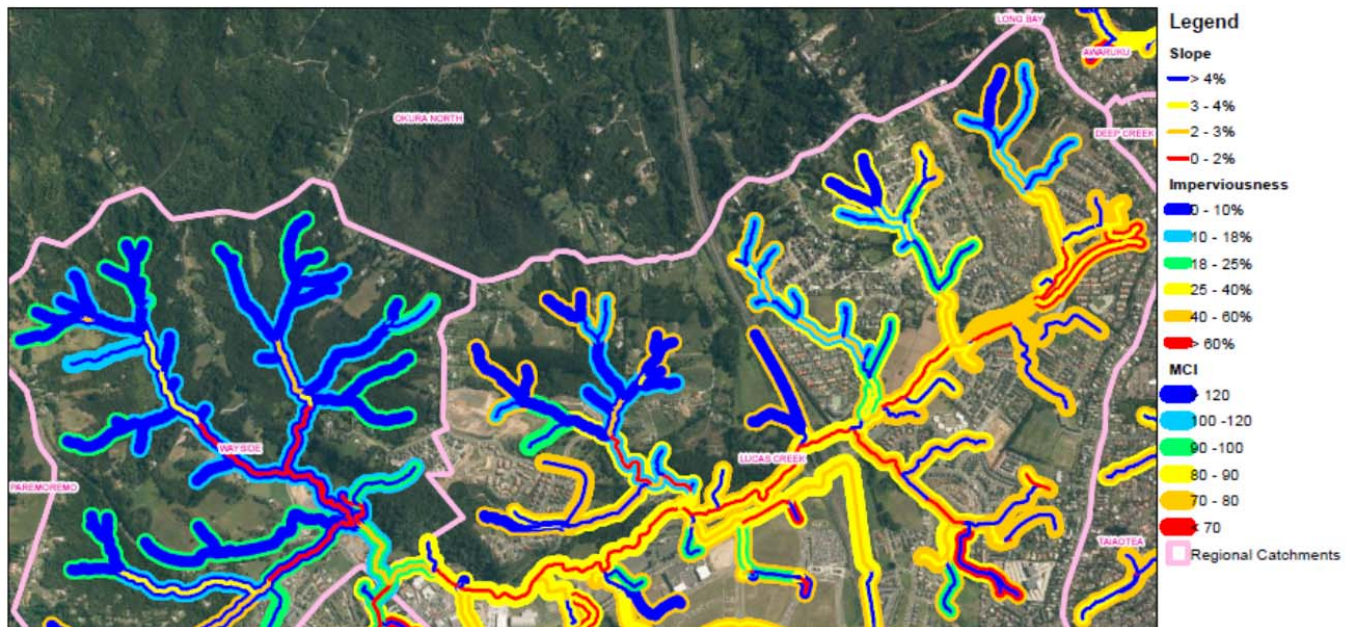 LONG BAY
AWARUKU
OKURA NORTH
DEEP CREEK
WAYSIDE
LUCAS CREEK
PAREMOREMO
TAIAOTEA
Legend
Slope
> 4%
3 - 4%
2 - 3%
0 - 2%
Imperviousness
0 - 10%
10 - 18%
18 - 25%
25 - 40%
40 - 60%
> 60%
MCI
> 120
100 -120
90 -100
80 - 90
70 - 80
< 70
Regional Catchments